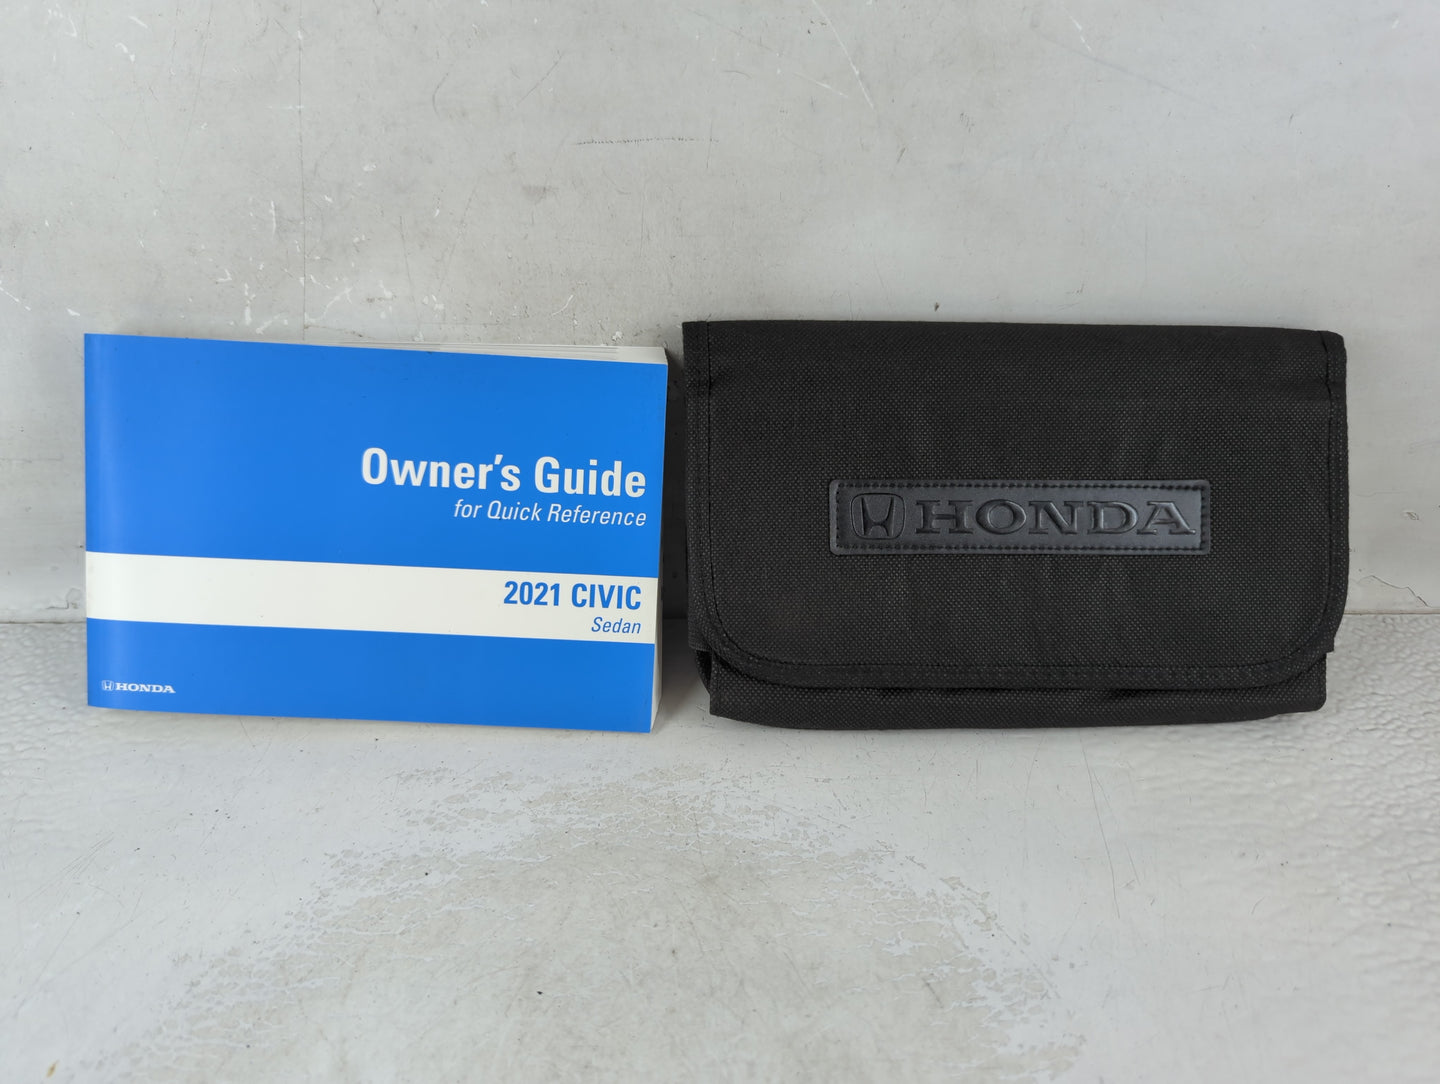 Owner's Guide
for Quick Reference
2021 CIVIC
Sedan
HONDA
HONDA